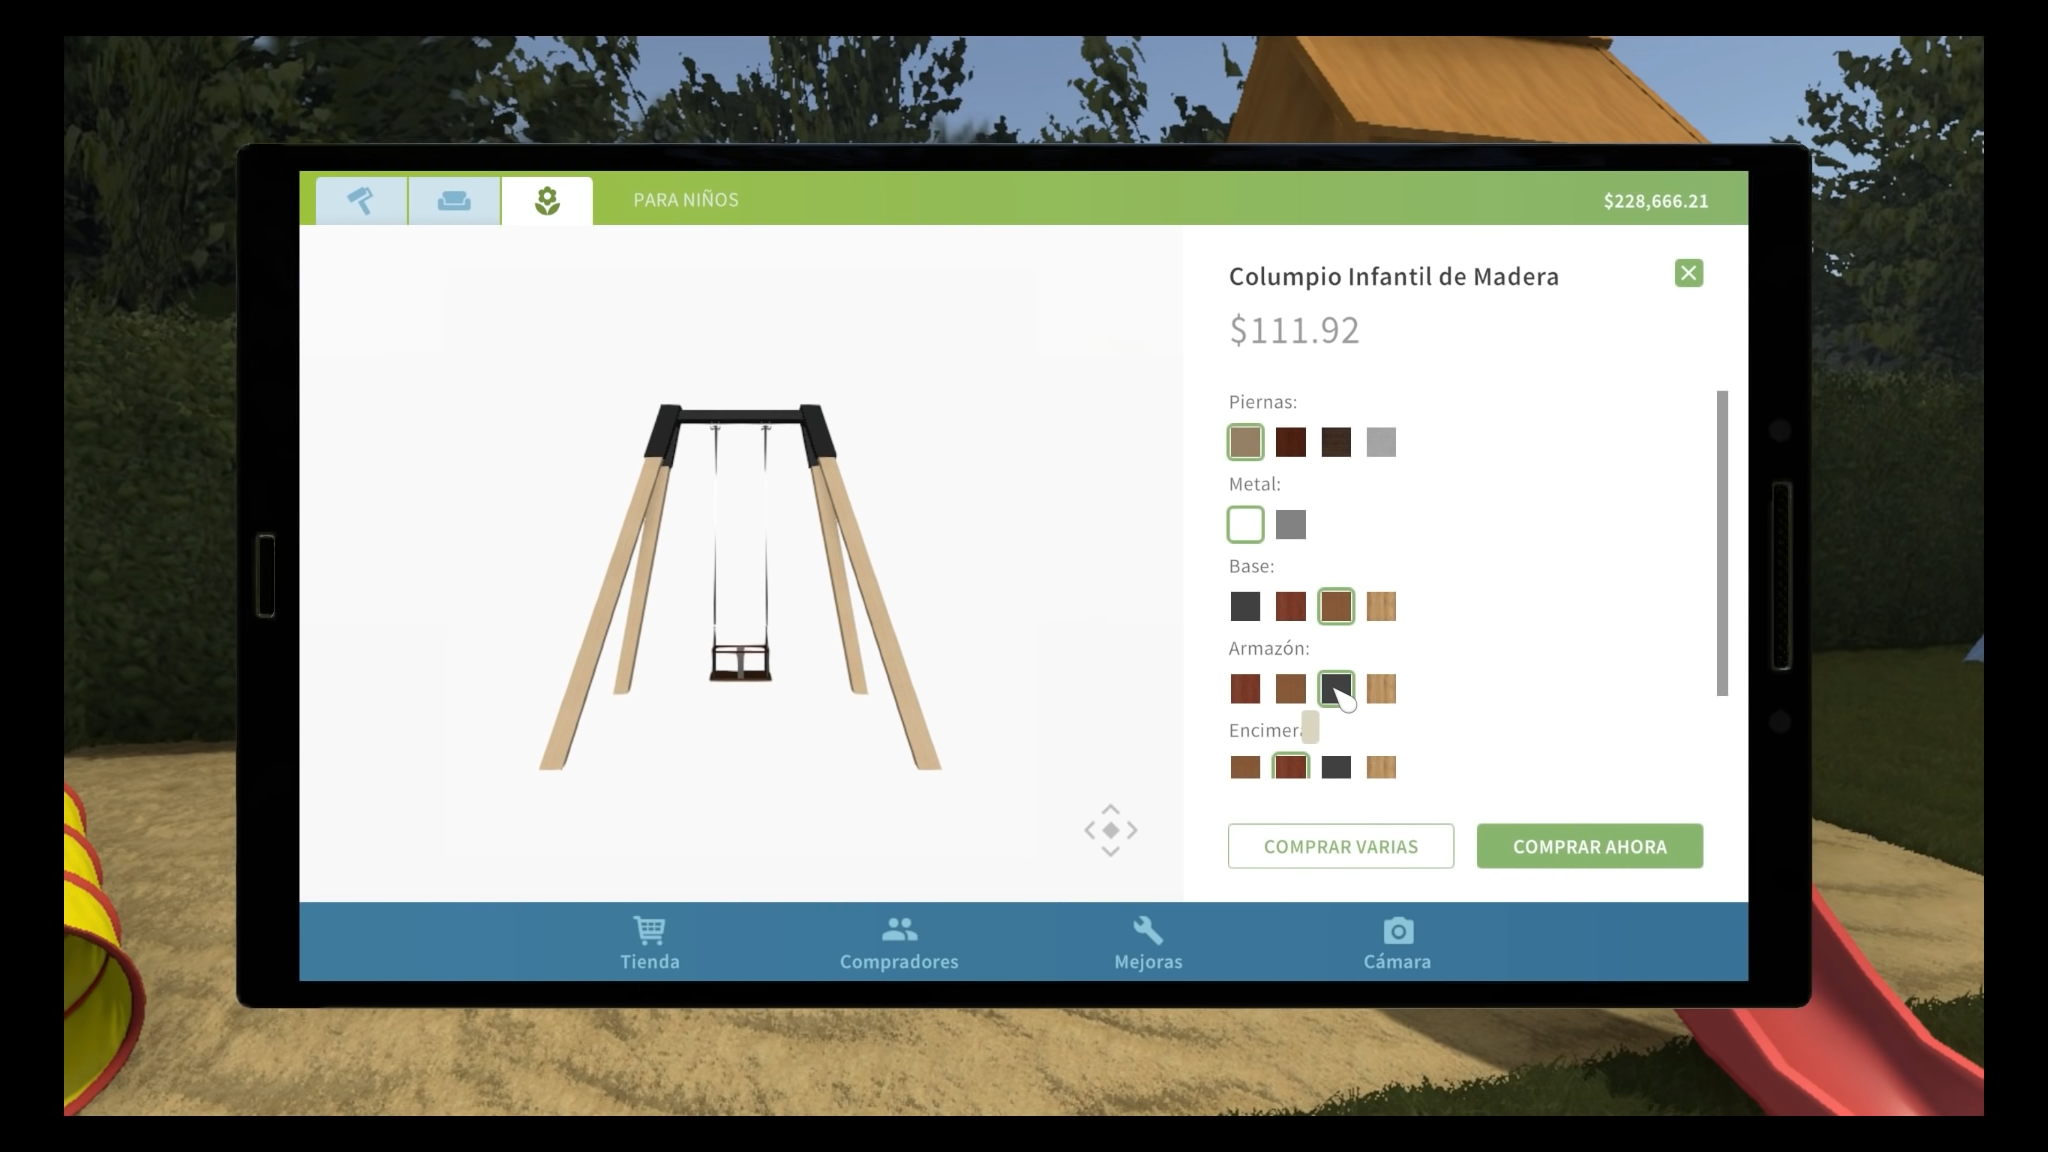 PARA NIÑOS
$228,666.21
Columpio Infantil de Madera
$111.92
Piernas:
Metal:
Base:
Armazón:
COMPRAR VARIAS
COMPRAR AHORA
Tienda
Compradores
Mejoras
Cámara